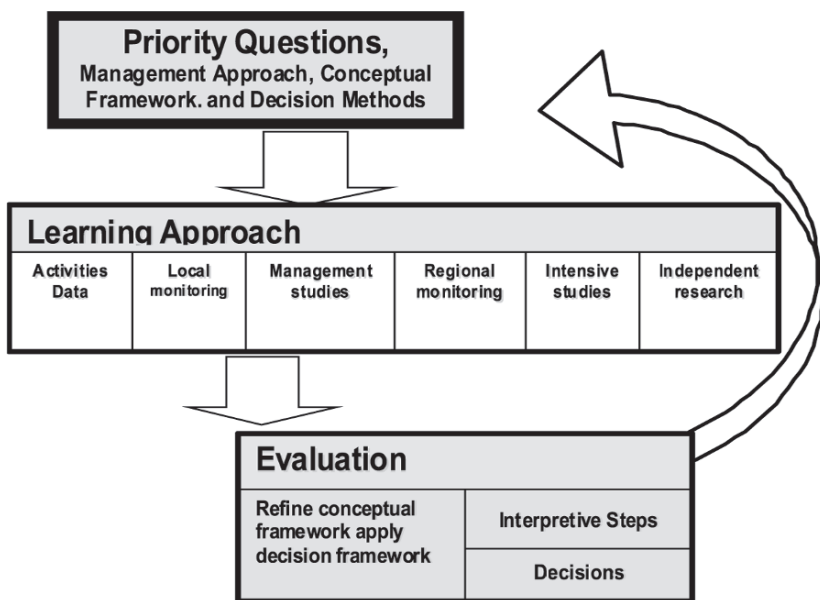 Priority Questions,
Management Approach, Conceptual
Framework. and Decision Methods
Learning Approach
Activities
Data
Local
monitoring
Management
studies
Regional
monitoring
Intensive
studies
Independent
research
Evaluation
Refine conceptual
framework apply
decision framework
Interpretive Steps
Decisions